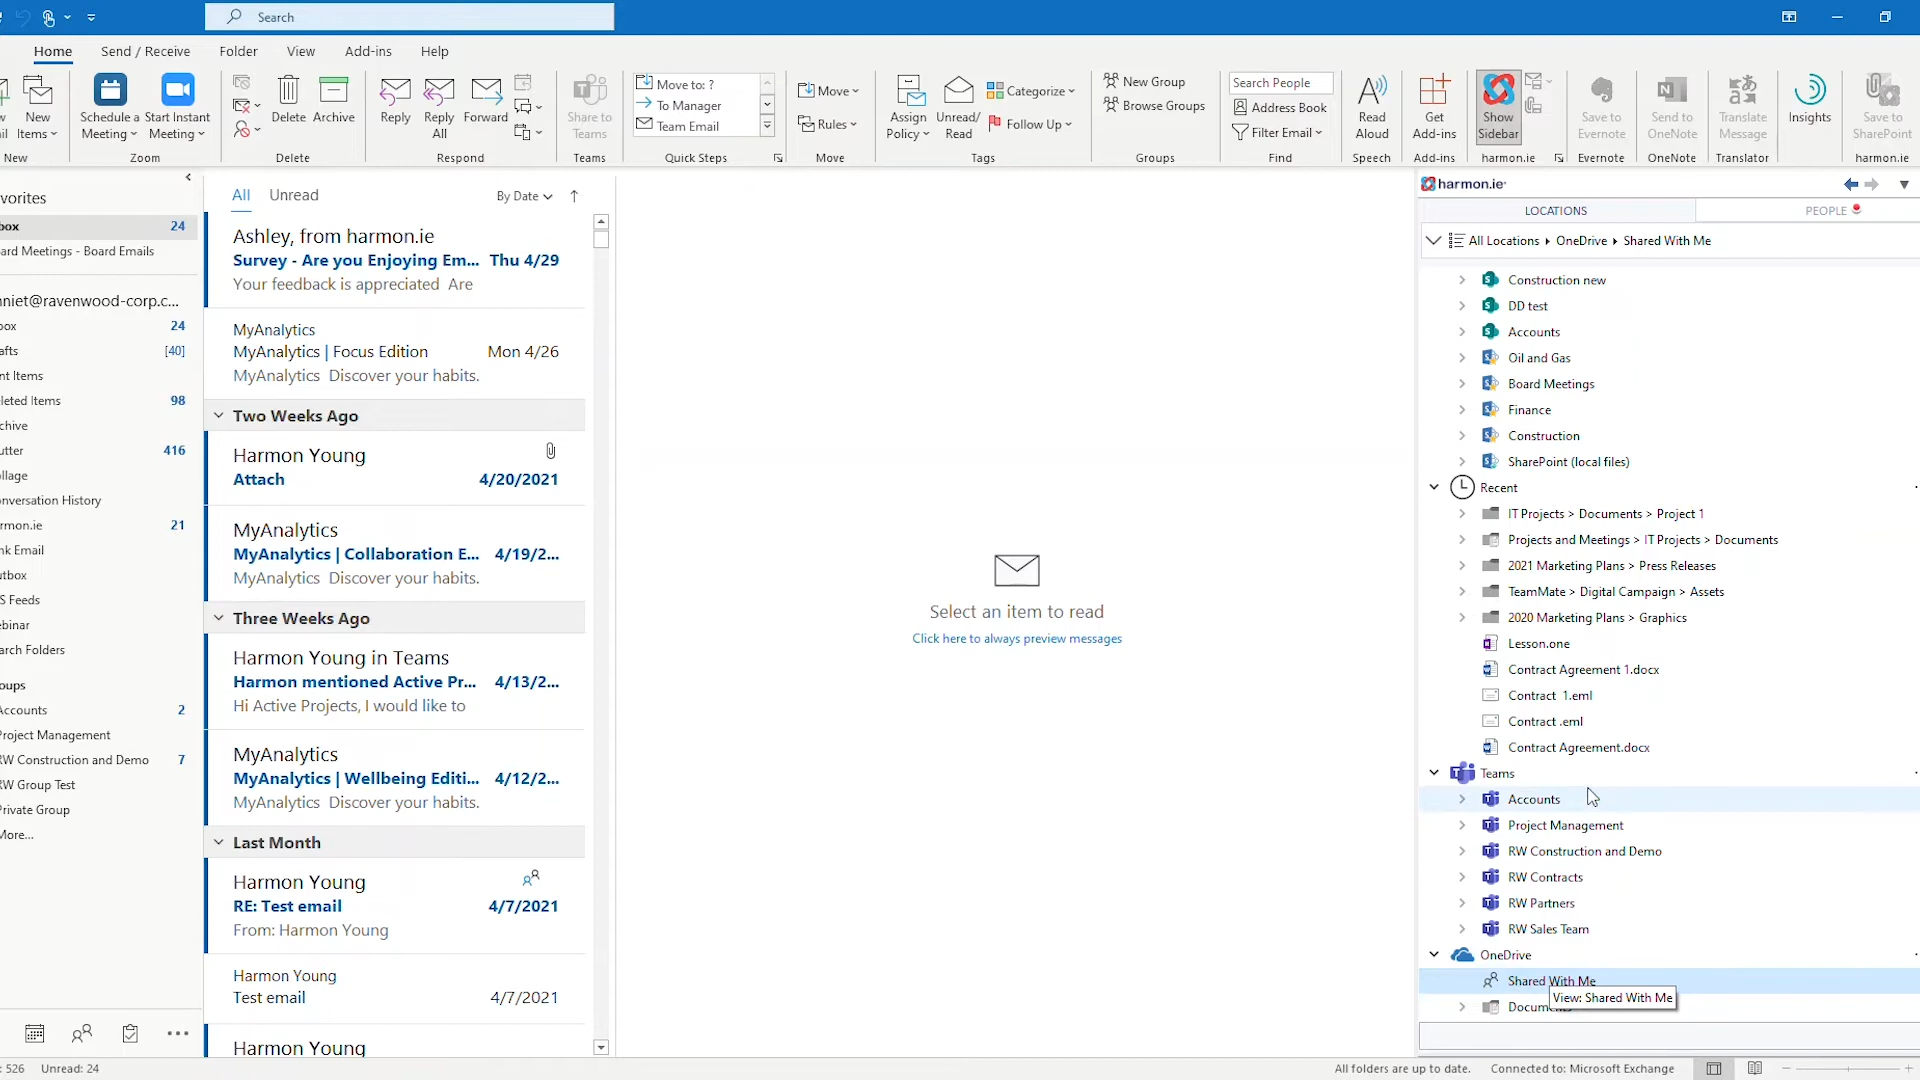 Search
Home
Send / Receive
Folder
View
Add-ins
Help
New
Items
Schedule a
Meeting
Start Instant
Meeting
Delete
Archive
Reply
Reply
All
Forward
Share to
Teams
Move to: ?
To Manager
Team Email
Move
Rules
Assign
Policy
Unread/
Read
Categorize
Follow Up
New Group
Browse Groups
Search People
Address Book
Filter Email
Read
Aloud
Get
Add-ins
Show
Sidebar
Save to
Evernote
Send to
OneNote
Translate
Message
Insights
Save to
SharePoint
New
Zoom
Delete
Respond
Teams
Quick Steps
Move
Tags
Groups
Find
Speech
Add-ins
harmon.ie
Evernote
OneNote
Translator
harmon.ie
vorites
box 24
ard Meetings - Board Emails
nniet@ravenwood-corp.c...
box 24
afts [40]
nt Items
leted Items 98
chive
utter 416
llage
nversation History
rmon.ie 21
nk Email
utbox
S Feeds
ebinar
arch Folders
oups
Accounts 2
Project Management
RW Construction and Demo 7
RW Group Test
Private Group
More...
All Unread By Date
Ashley, from harmon.ie
Survey - Are you Enjoying Em... Thu 4/29
Your feedback is appreciated Are
MyAnalytics
MyAnalytics | Focus Edition Mon 4/26
MyAnalytics Discover your habits.
Two Weeks Ago
Harmon Young
Attach 4/20/2021
MyAnalytics
MyAnalytics | Collaboration E... 4/19/2...
MyAnalytics Discover your habits.
Three Weeks Ago
Harmon Young in Teams
Harmon mentioned Active Pr... 4/13/2...
Hi Active Projects, I would like to
MyAnalytics
MyAnalytics | Wellbeing Editi... 4/12/2...
MyAnalytics Discover your habits.
Last Month
Harmon Young
RE: Test email 4/7/2021
From: Harmon Young
Harmon Young
Test email 4/7/2021
Harmon Young
Select an item to read
Click here to always preview messages
harmon.ie
LOCATIONS PEOPLE
All Locations OneDrive Shared With Me
Construction new
DD test
Accounts
Oil and Gas
Board Meetings
Finance
Construction
SharePoint (local files)
Recent
IT Projects > Documents > Project 1
Projects and Meetings > IT Projects > Documents
2021 Marketing Plans > Press Releases
TeamMate > Digital Campaign > Assets
2020 Marketing Plans > Graphics
Lesson.one
Contract Agreement 1.docx
Contract 1.eml
Contract .eml
Contract Agreement.docx
Teams
Accounts
Project Management
RW Construction and Demo
RW Contracts
RW Partners
RW Sales Team
OneDrive
Shared With Me
View: Shared With Me
: 526 Unread: 24
All folders are up to date. Connected to: Microsoft Exchange